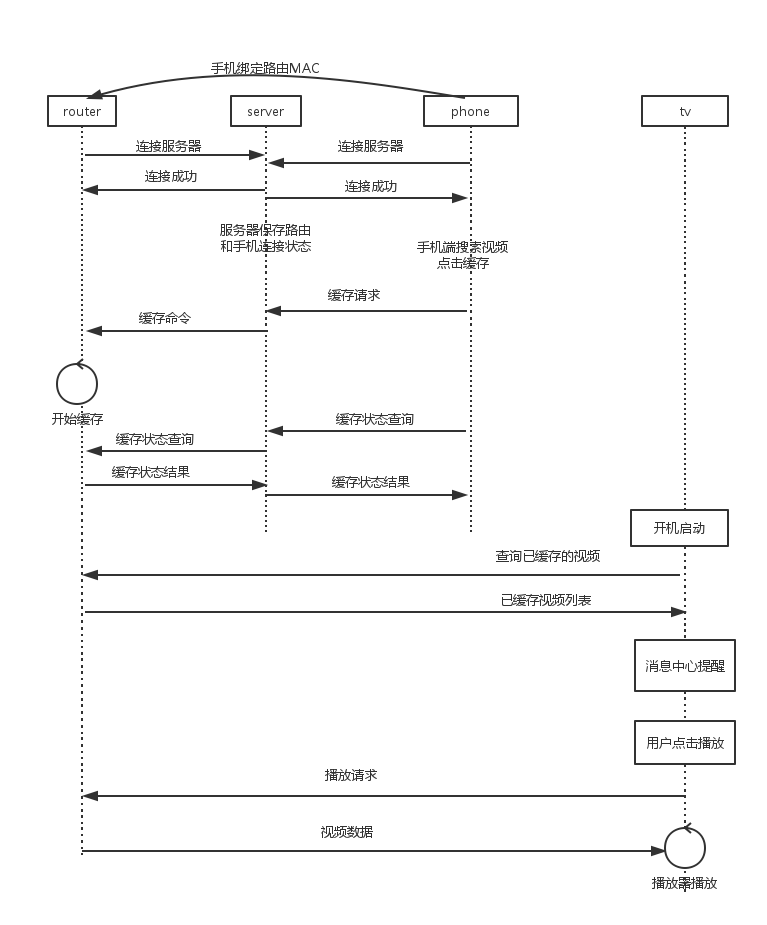 手机绑定路由MAC
router
server
phone
tv
连接服务器
连接服务器
连接成功
连接成功
服务器保存路由
和手机连接状态
手机端搜索视频
点击缓存
缓存请求
缓存命令
开始缓存
缓存状态查询
缓存状态查询
缓存状态结果
缓存状态结果
开机启动
查询已缓存的视频
已缓存视频列表
消息中心提醒
用户点击播放
播放请求
视频数据
播放器播放